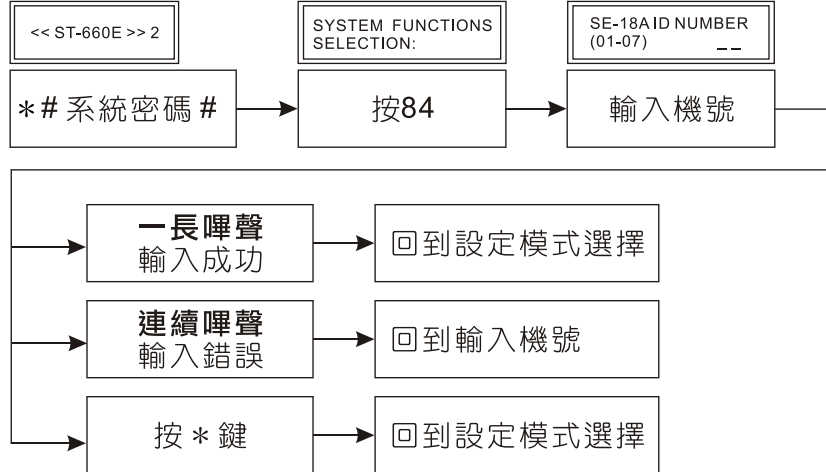 << ST-660E >> 2
SYSTEM FUNCTIONS
SELECTION:
SE-18A ID NUMBER
(01-07) _ _
*# 系統密碼 #
按84
輸入機號
一長嗶聲
輸入成功
回到設定模式選擇
連續嗶聲
輸入錯誤
回到輸入機號
按 * 鍵
回到設定模式選擇